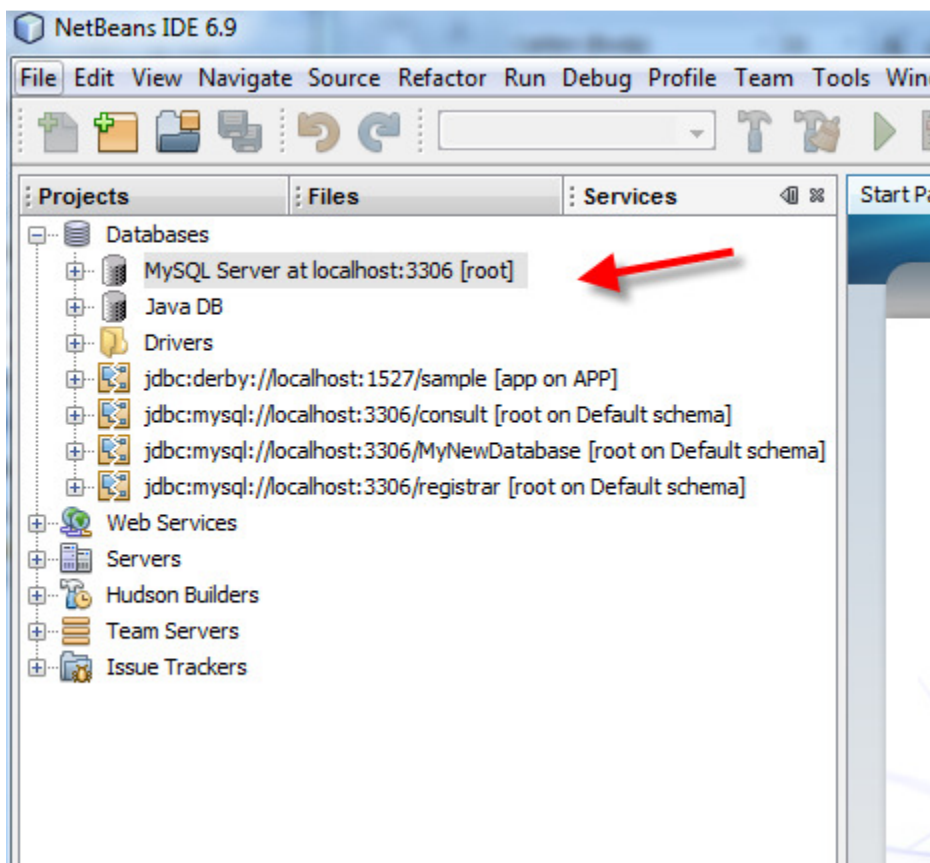 NetBeans IDE 6.9
File Edit View Navigate Source Refactor Run Debug Profile Team Tools
Projects Files Services Start
Databases
MySQL Server at localhost:3306 [root]
Java DB
Drivers
jdbc:derby://localhost:1527/sample [app on APP]
jdbc:mysql://localhost:3306/consult [root on Default schema]
jdbc:mysql://localhost:3306/MyNewDatabase [root on Default schema]
jdbc:mysql://localhost:3306/registrar [root on Default schema]
Web Services
Servers
Hudson Builders
Team Servers
Issue Trackers